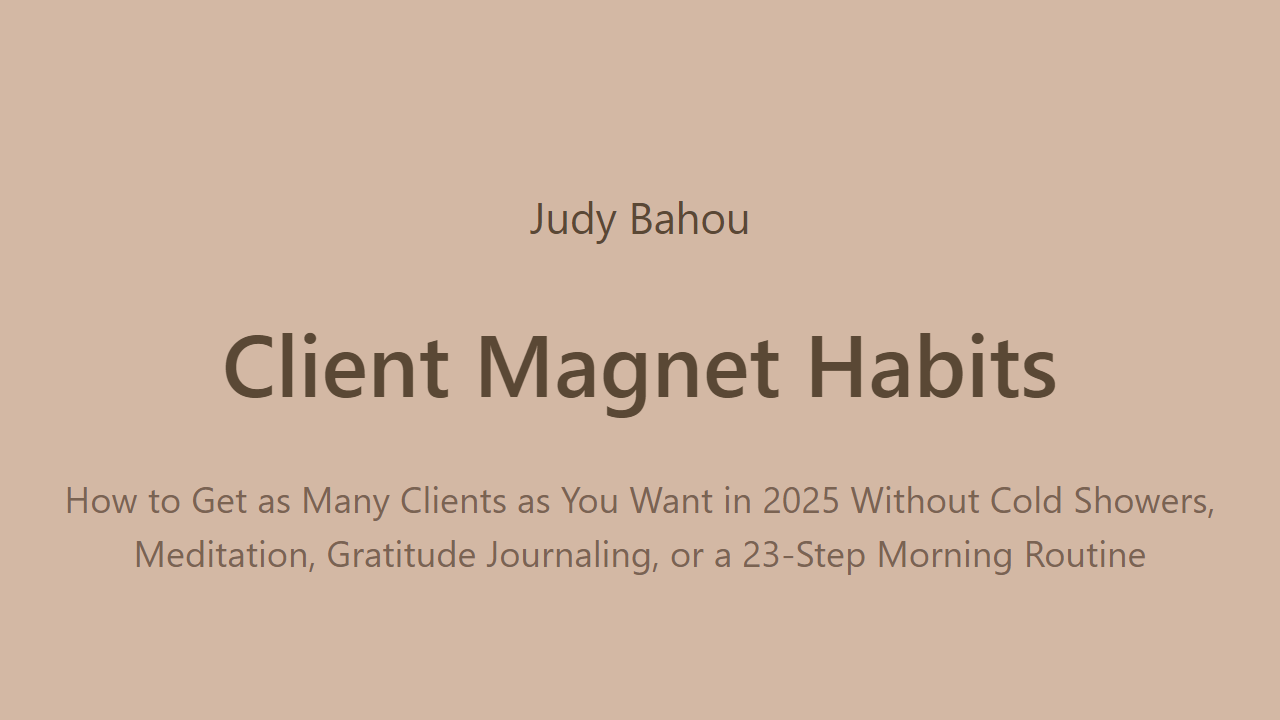 Judy Bahou
Client Magnet Habits
How to Get as Many Clients as You Want in 2025 Without Cold Showers,
Meditation, Gratitude Journaling, or a 23-Step Morning Routine